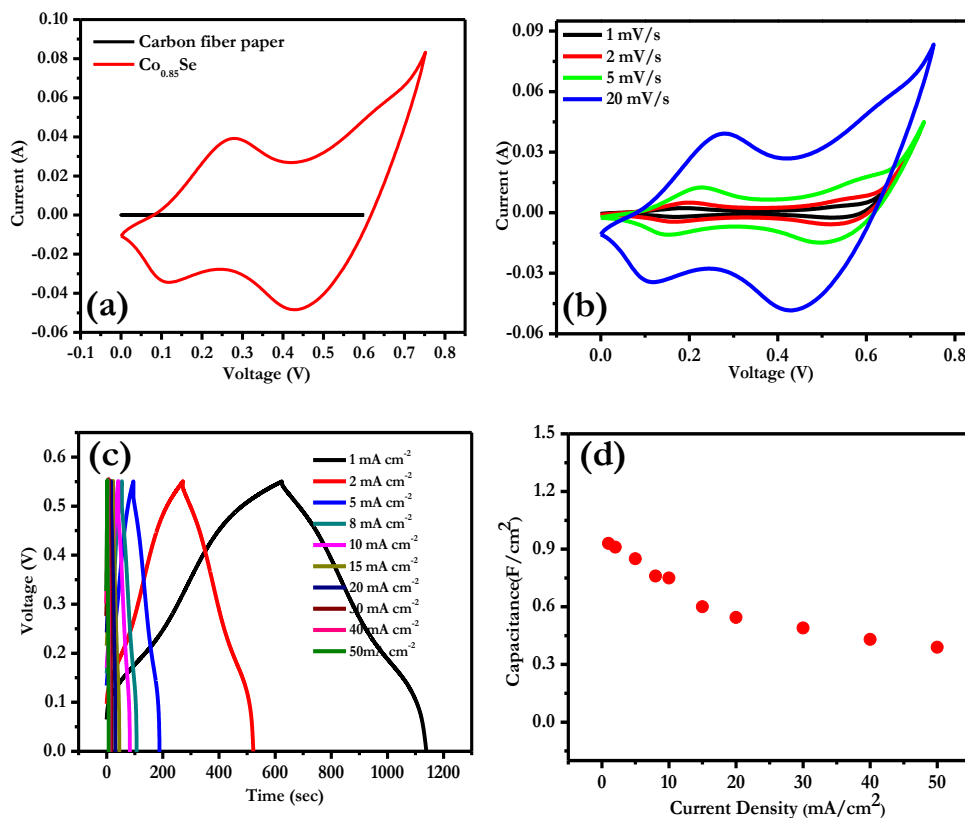 0.10
0.08
0.06
0.04
0.02
0.00
-0.02
-0.04
-0.06
Current (A)
Carbon fiber paper
Co0.85Se
(a)
-0.1 0.0 0.1 0.2 0.3 0.4 0.5 0.6 0.7 0.8
Voltage (V)
0.09
0.06
0.03
0.00
-0.03
-0.06
Current (A)
1 mV/s
2 mV/s
5 mV/s
20 mV/s
(b)
0.0 0.2 0.4 0.6 0.8
Voltage (V)
(c)
0.6
0.5
0.4
0.3
0.2
0.1
0.0
Voltage (V)
1 mA cm-2
2 mA cm-2
5 mA cm-2
8 mA cm-2
10 mA cm-2
15 mA cm-2
20 mA cm-2
30 mA cm-2
40 mA cm-2
50mA cm-2
0 200 400 600 800 1000 1200
Time (sec)
(d)
1.5
1.2
0.9
0.6
0.3
0.0
Capacitance(F/cm2)
0 10 20 30 40 50
Current Density (mA/cm2)